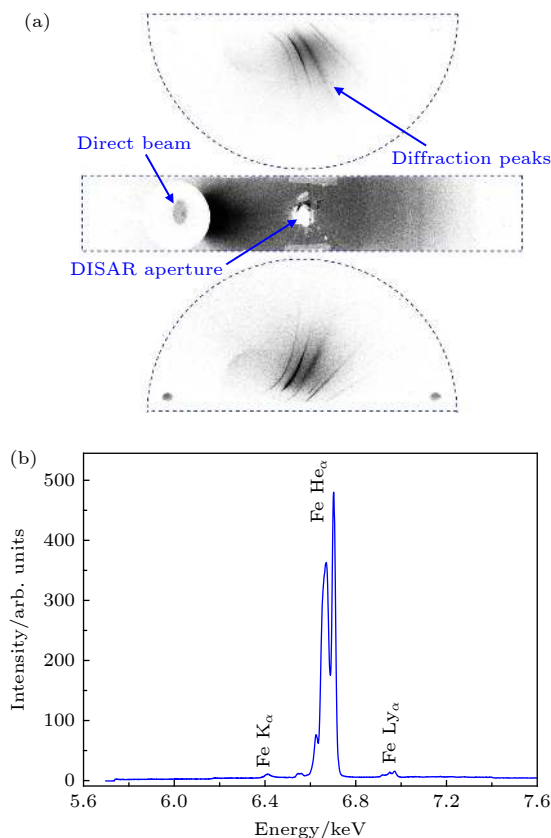 (a)
Direct beam
Diffraction peaks
DISAR aperture
(b)
500
400
300
200
100
0
Intensity/arb. units
Fe Kα
Fe Heα
Fe Lyα
5.6 6.0 6.4 6.8 7.2 7.6
Energy/keV